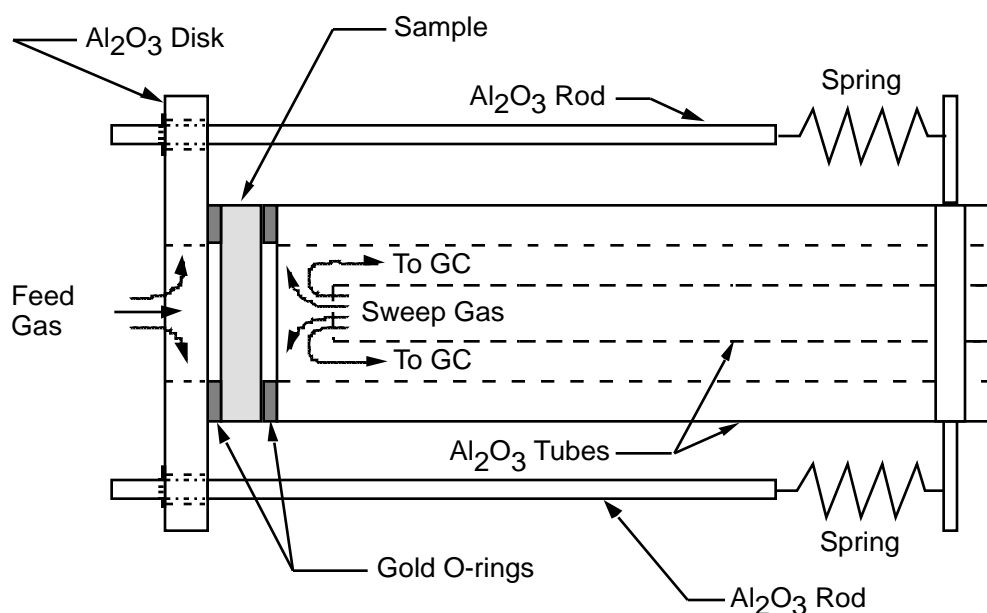 Al₂O₃ Disk
Sample
Al₂O₃ Rod
Spring
Feed
Gas
To GC
Sweep Gas
To GC
Al₂O₃ Tubes
Gold O-rings
Spring
Al₂O₃ Rod